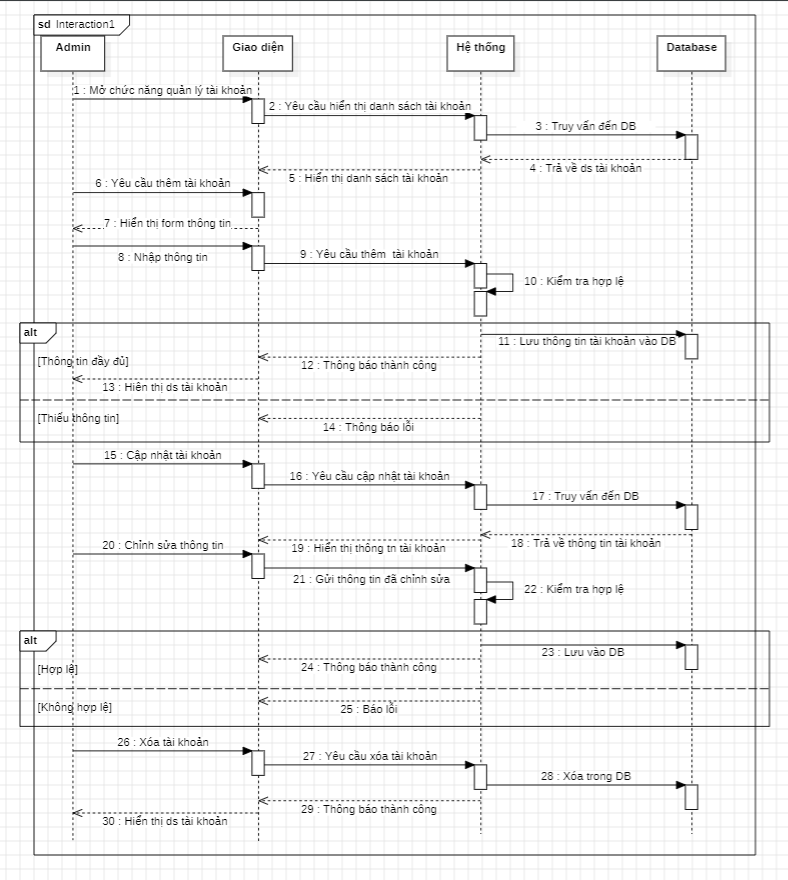 sd Interaction1
Admin
Giao diện
Hệ thống
Database
1 : Mở chức năng quản lý tài khoản
2 : Yêu cầu hiển thị danh sách tài khoản
3 : Truy vấn đến DB
4 : Trả về ds tài khoản
5 : Hiển thị danh sách tài khoản
6 : Yêu cầu thêm tài khoản
7 : Hiển thị form thông tin
8 : Nhập thông tin
9 : Yêu cầu thêm tài khoản
10 : Kiểm tra hợp lệ
alt
11 : Lưu thông tin tài khoản vào DB
[Thông tin đầy đủ]
12 : Thông báo thành công
13 : Hiên thị ds tài khoản
[Thiếu thông tin]
14 : Thông báo lỗi
15 : Cập nhật tài khoản
16 : Yêu cầu cập nhật tài khoản
17 : Truy vấn đến DB
18 : Trả về thông tin tài khoản
19 : Hiển thị thông tn tài khoản
20 : Chỉnh sửa thông tin
21 : Gửi thông tin đã chỉnh sửa
22 : Kiểm tra hợp lệ
alt
23 : Lưu vào DB
[Hợp lệ]
24 : Thông báo thành công
[Không hợp lệ]
25 : Báo lỗi
26 : Xóa tài khoản
27 : Yêu cầu xóa tài khoản
28 : Xóa trong DB
29 : Thông báo thành công
30 : Hiển thị ds tài khoản